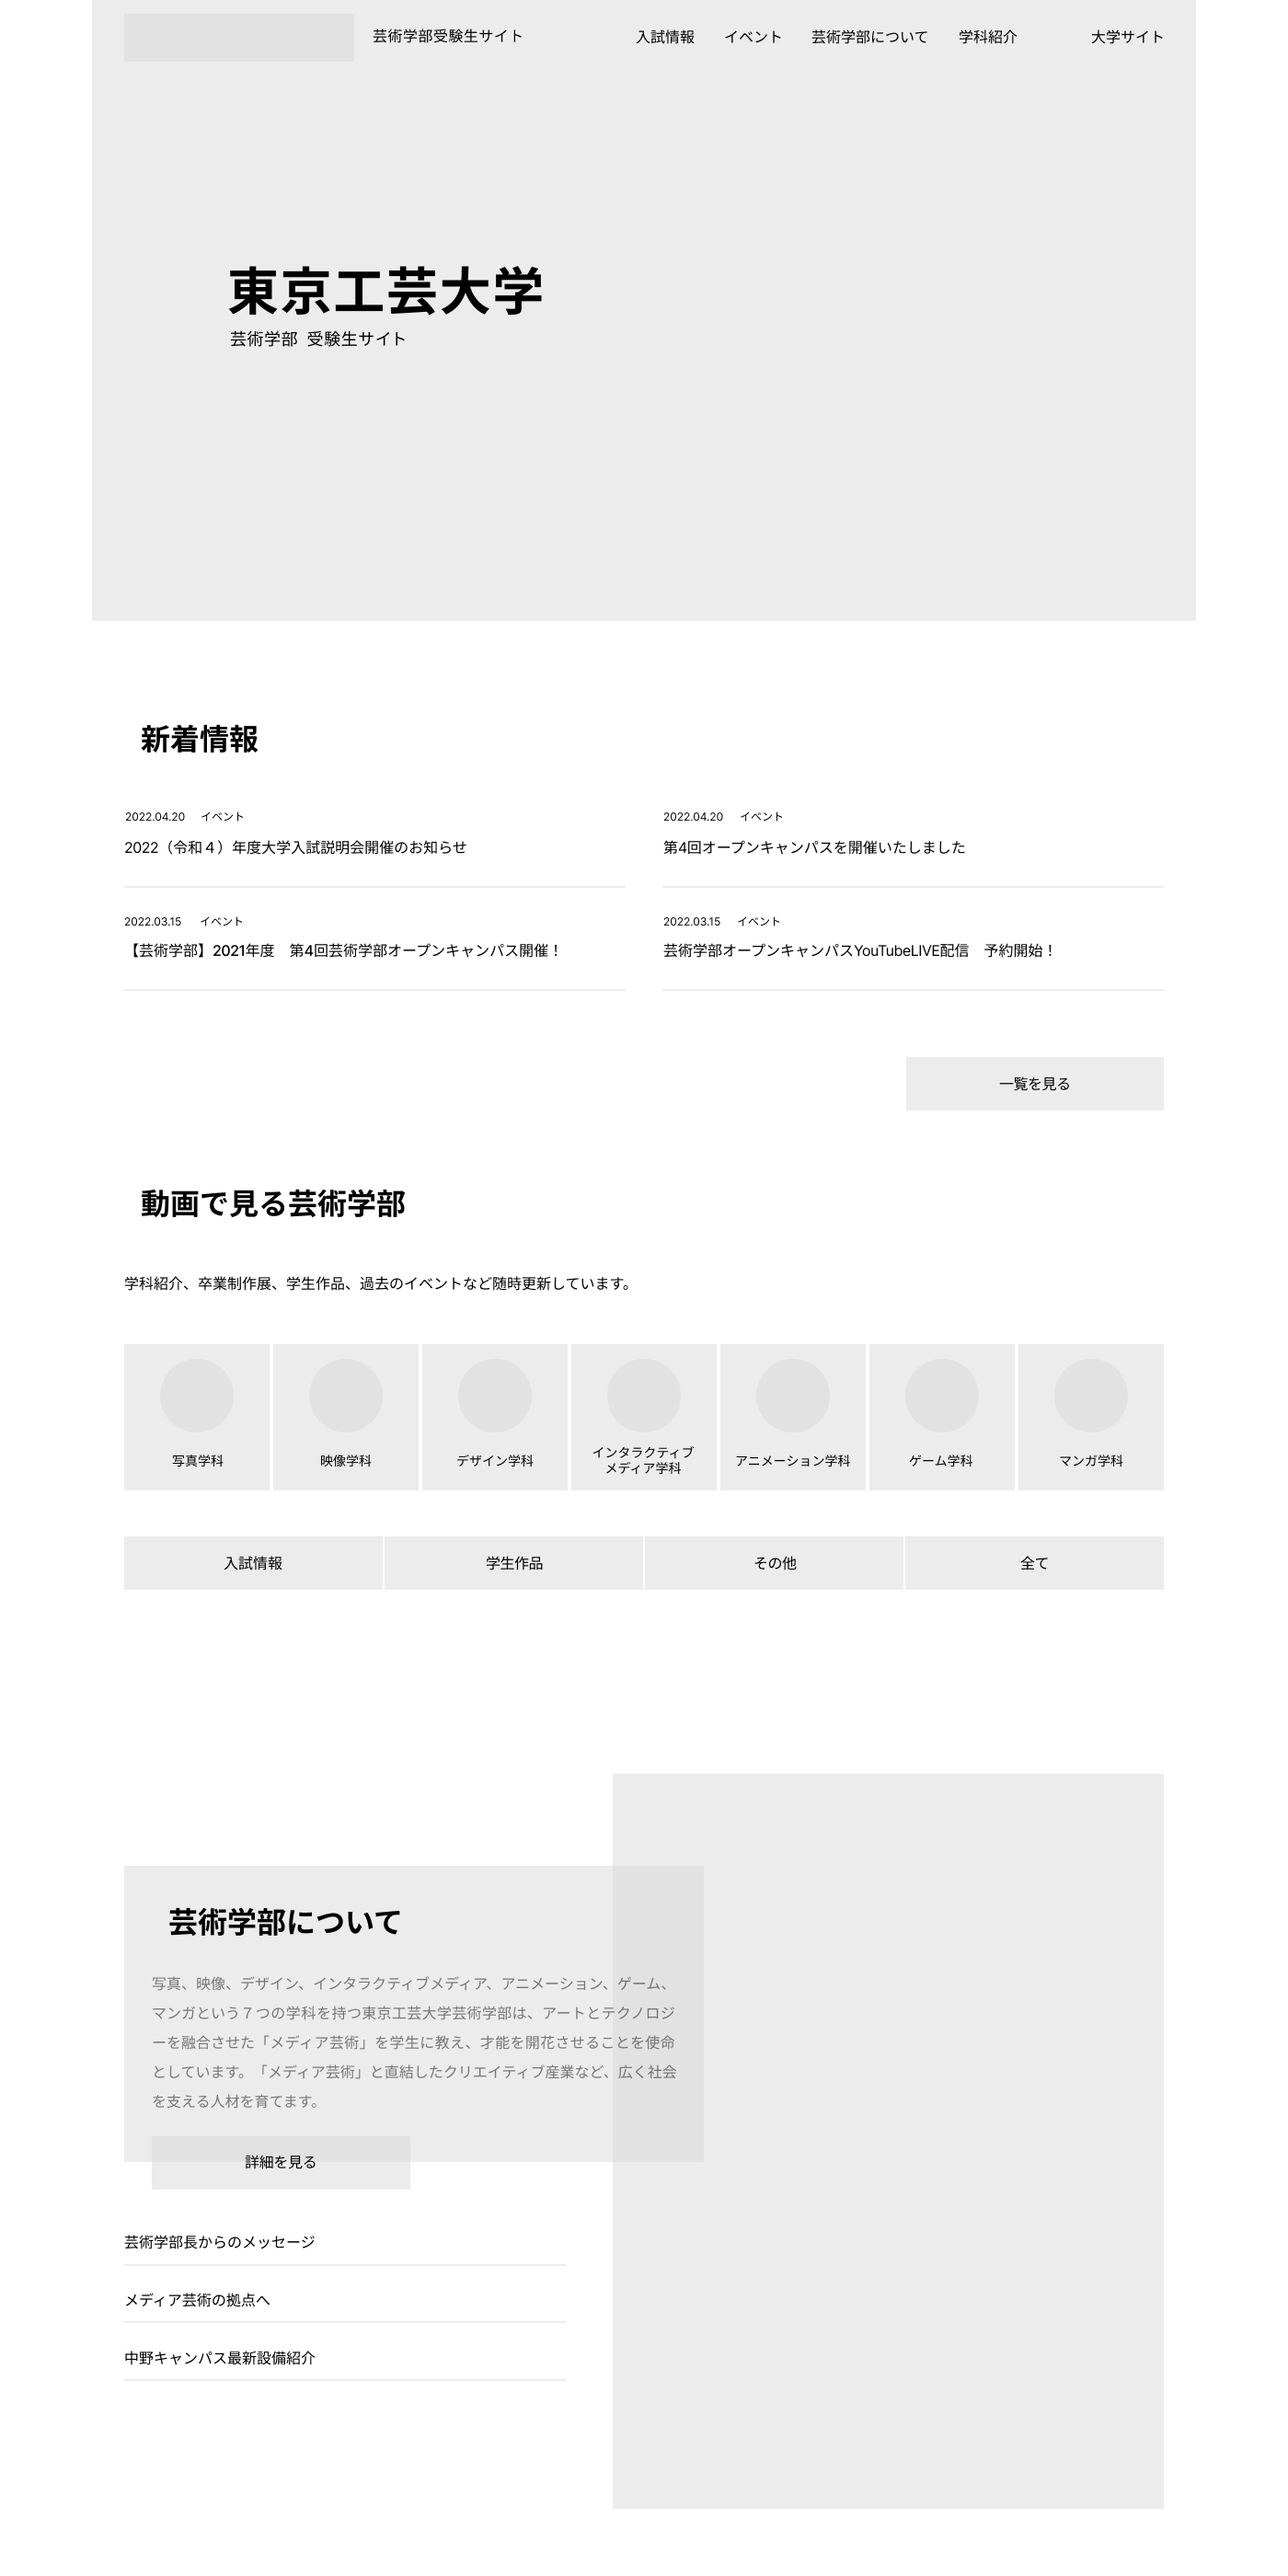 芸術学部受験生サイト
入試情報 イベント 芸術学部について 学科紹介 大学サイト
東京工芸大学
芸術学部 受験生サイト
新着情報
2022.04.20 イベント
2022（令和４）年度大学入試説明会開催のお知らせ
2022.04.20 イベント
第4回オープンキャンパスを開催いたしました
2022.03.15 イベント
【芸術学部】2021年度　第4回芸術学部オープンキャンパス開催！
2022.03.15 イベント
芸術学部オープンキャンパスYouTubeLIVE配信　予約開始！
一覧を見る
動画で見る芸術学部
学科紹介、卒業制作展、学生作品、過去のイベントなど随時更新しています。
写真学科
映像学科
デザイン学科
インタラクティブ
メディア学科
アニメーション学科
ゲーム学科
マンガ学科
入試情報
学生作品
その他
全て
芸術学部について
写真、映像、デザイン、インタラクティブメディア、アニメーション、ゲーム、
マンガという７つの学科を持つ東京工芸大学芸術学部は、アートとテクノロジ
ーを融合させた「メディア芸術」を学生に教え、才能を開花させることを使命
としています。「メディア芸術」と直結したクリエイティブ産業など、広く社会
を支える人材を育てます。
詳細を見る
芸術学部長からのメッセージ
メディア芸術の拠点へ
中野キャンパス最新設備紹介